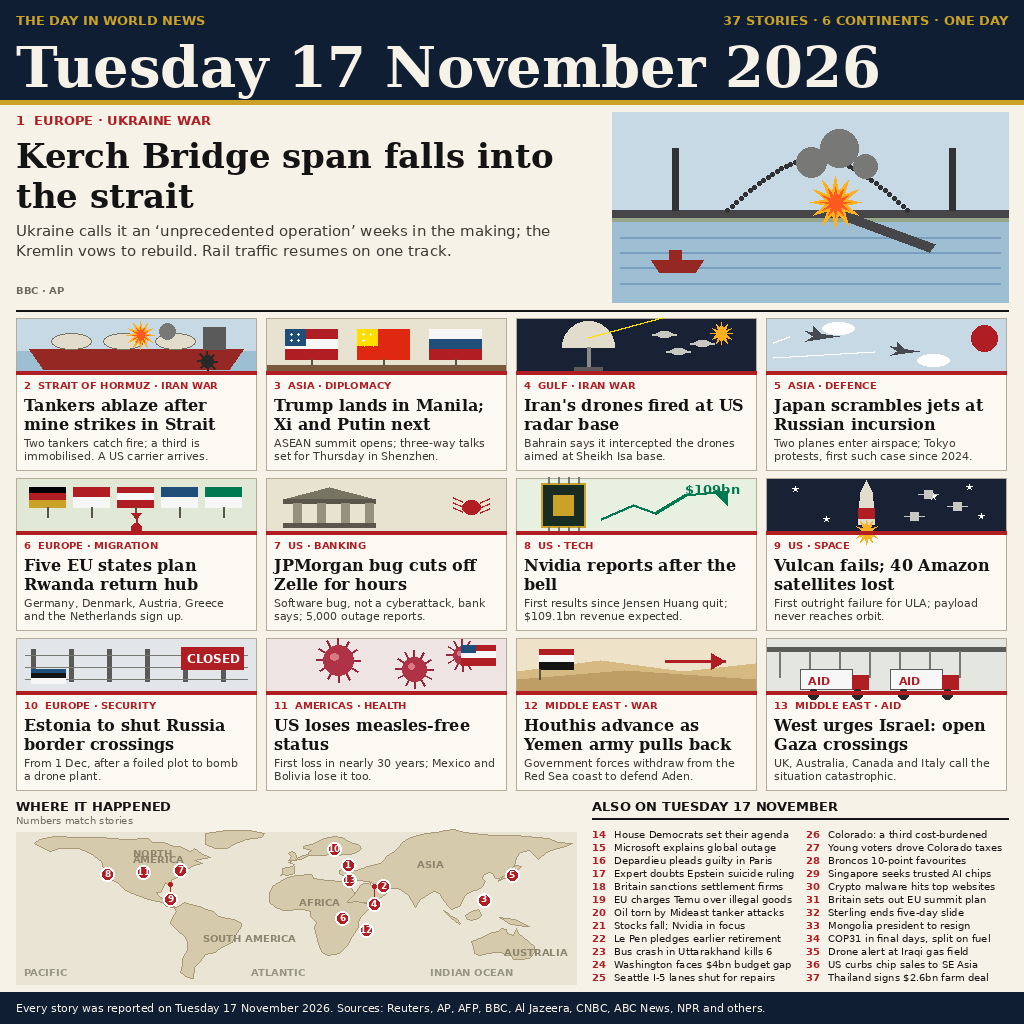 THE DAY IN WORLD NEWS
37 STORIES · 6 CONTINENTS · ONE DAY
Tuesday 17 November 2026
1 EUROPE · UKRAINE WAR
Kerch Bridge span falls into
the strait
Ukraine calls it an ‘unprecedented operation’ weeks in the making; the
Kremlin vows to rebuild. Rail traffic resumes on one track.
BBC · AP
2 STRAIT OF HORMUZ · IRAN WAR
Tankers ablaze after
mine strikes in Strait
Two tankers catch fire; a third is
immobilised. A US carrier arrives.
3 ASIA · DIPLOMACY
Trump lands in Manila;
Xi and Putin next
ASEAN summit opens; three-way talks
set for Thursday in Shenzhen.
4 GULF · IRAN WAR
Iran's drones fired at US
radar base
Bahrain says it intercepted the drones
aimed at Sheikh Isa base.
5 ASIA · DEFENCE
Japan scrambles jets at
Russian incursion
Two planes enter airspace; Tokyo
protests, first such case since 2024.
6 EUROPE · MIGRATION
Five EU states plan
Rwanda return hub
Germany, Denmark, Austria, Greece
and the Netherlands sign up.
7 US · BANKING
JPMorgan bug cuts off
Zelle for hours
Software bug, not a cyberattack, bank
says; 5,000 outage reports.
$109bn
8 US · TECH
Nvidia reports after the
bell
First results since Jensen Huang quit;
$109.1bn revenue expected.
9 US · SPACE
Vulcan fails; 40 Amazon
satellites lost
First outright failure for ULA; payload
never reaches orbit.
CLOSED
10 EUROPE · SECURITY
Estonia to shut Russia
border crossings
From 1 Dec, after a foiled plot to bomb
a drone plant.
11 AMERICAS · HEALTH
US loses measles-free
status
First loss in nearly 30 years; Mexico and
Bolivia lose it too.
12 MIDDLE EAST · WAR
Houthis advance as
Yemen army pulls back
Government forces withdraw from the
Red Sea coast to defend Aden.
AID
AID
13 MIDDLE EAST · AID
West urges Israel: open
Gaza crossings
UK, Australia, Canada and Italy call the
situation catastrophic.
WHERE IT HAPPENED
Numbers match stories
NORTH
AMERICA
ASIA
AFRICA
SOUTH AMERICA
AUSTRALIA
PACIFIC
ATLANTIC
INDIAN OCEAN
10
1
8
11
7
13
2
5
9
4
3
6
12
ALSO ON TUESDAY 17 NOVEMBER
14 House Democrats set their agenda
15 Microsoft explains global outage
16 Depardieu pleads guilty in Paris
17 Expert doubts Epstein suicide ruling
18 Britain sanctions settlement firms
19 EU charges Temu over illegal goods
20 Oil torn by Mideast tanker attacks
21 Stocks fall; Nvidia in focus
22 Le Pen pledges earlier retirement
23 Bus crash in Uttarakhand kills 6
24 Washington faces $4bn budget gap
25 Seattle I-5 lanes shut for repairs
26 Colorado: a third cost-burdened
27 Young voters drove Colorado taxes
28 Broncos 10-point favourites
29 Singapore seeks trusted AI chips
30 Crypto malware hits top websites
31 Britain sets out EU summit plan
32 Sterling ends five-day slide
33 Mongolia president to resign
34 COP31 in final days, split on fuel
35 Drone alert at Iraqi gas field
36 US curbs chip sales to SE Asia
37 Thailand signs $2.6bn farm deal
Every story was reported on Tuesday 17 November 2026. Sources: Reuters, AP, AFP, BBC, Al Jazeera, CNBC, ABC News, NPR and others.